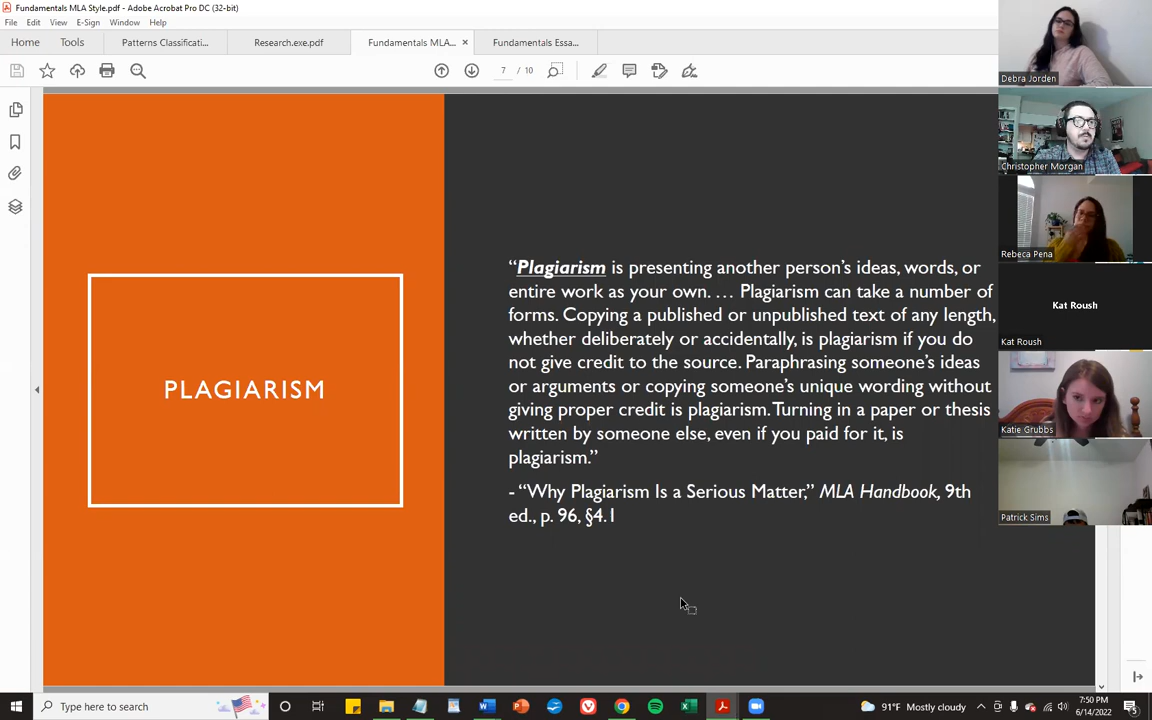 Fundamentals MLA Style.pdf - Adobe Acrobat Pro DC (32-bit)
File Edit View E-Sign Window Help
Home Tools Patterns Classificati... Research.exe.pdf Fundamentals MLA... × Fundamentals Essa...
7 / 10
PLAGIARISM
“Plagiarism is presenting another person’s ideas, words, or
entire work as your own. … Plagiarism can take a number of
forms. Copying a published or unpublished text of any length,
whether deliberately or accidentally, is plagiarism if you do
not give credit to the source. Paraphrasing someone’s ideas
or arguments or copying someone’s unique wording without
giving proper credit is plagiarism. Turning in a paper or thesis
written by someone else, even if you paid for it, is
plagiarism.”
- “Why Plagiarism Is a Serious Matter,” MLA Handbook, 9th
ed., p. 96, §4.1
Debra Jorden
Christopher Morgan
Rebeca Pena
Kat Roush
Kat Roush
Katie Grubbs
Patrick Sims
Type here to search
91°F Mostly cloudy
7:50 PM
6/14/2022